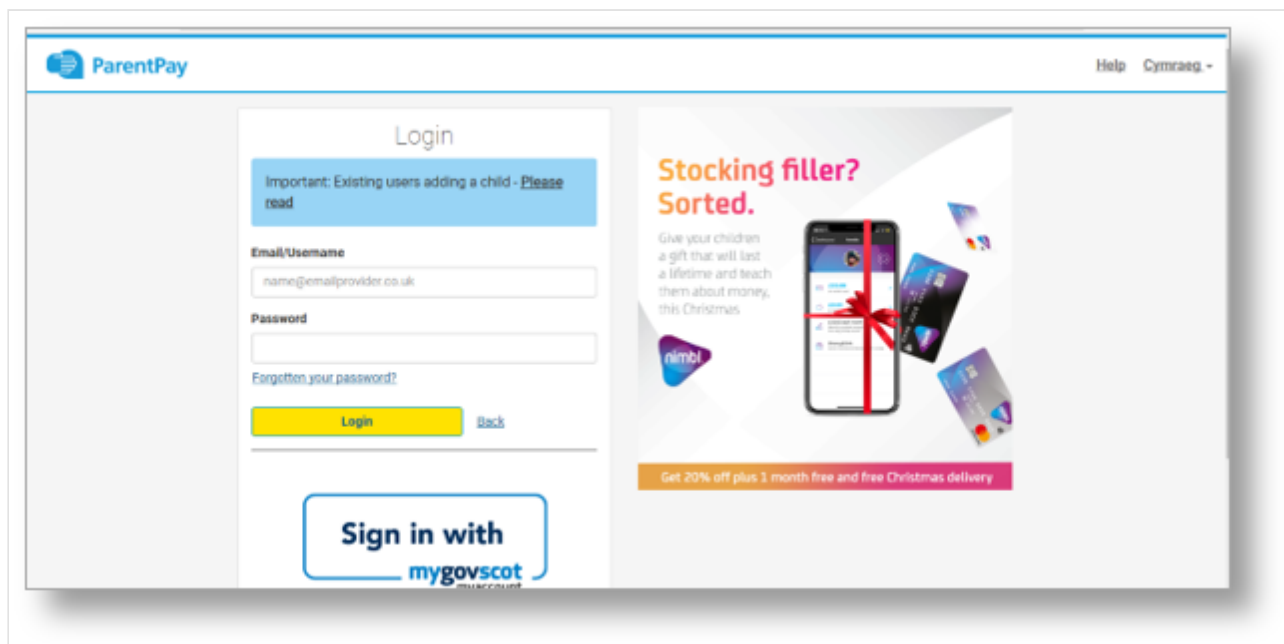 ParentPay
Help Cymraeg
Login
Important: Existing users adding a child - Please
read
Email/Username
name@emailprovider.co.uk
Password
Forgotten your password?
Login Back
Sign in with
mygovscot
myaccount
Stocking filler?
Sorted.
Give your children
a gift that will last
a lifetime and teach
them about money,
this Christmas
nimbl
Get 20% off plus 1 month free and free Christmas delivery